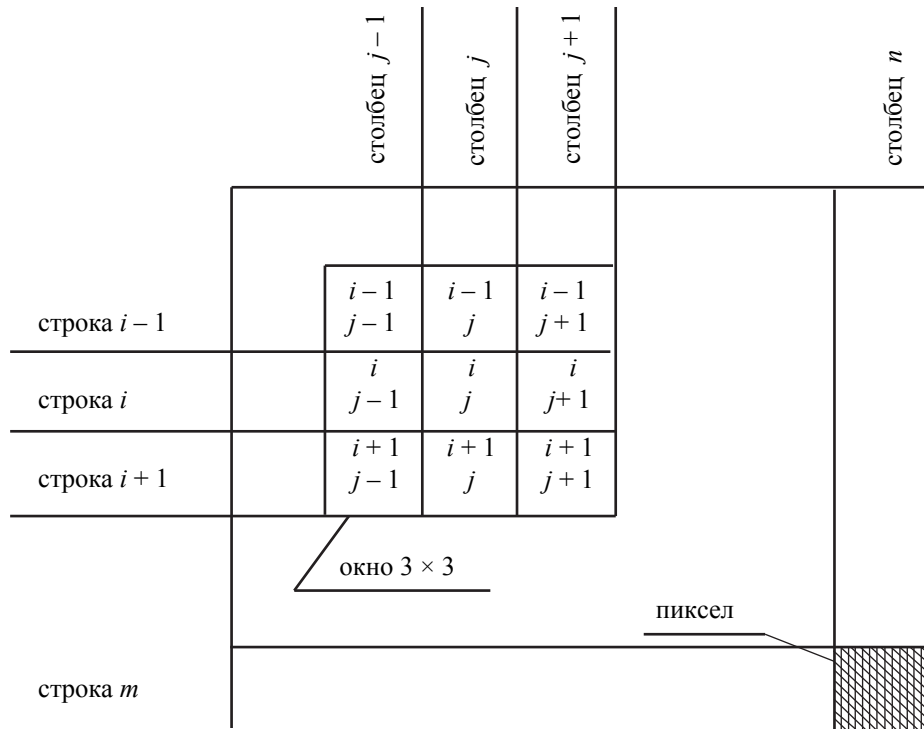 столбец j – 1
столбец j
столбец j + 1
столбец n
i – 1 i – 1 i – 1
строка i – 1 j – 1 j j + 1
i i i
строка i j – 1 j j+ 1
i + 1 i + 1 i + 1
строка i + 1 j – 1 j j + 1
окно 3 × 3
пиксел
строка m